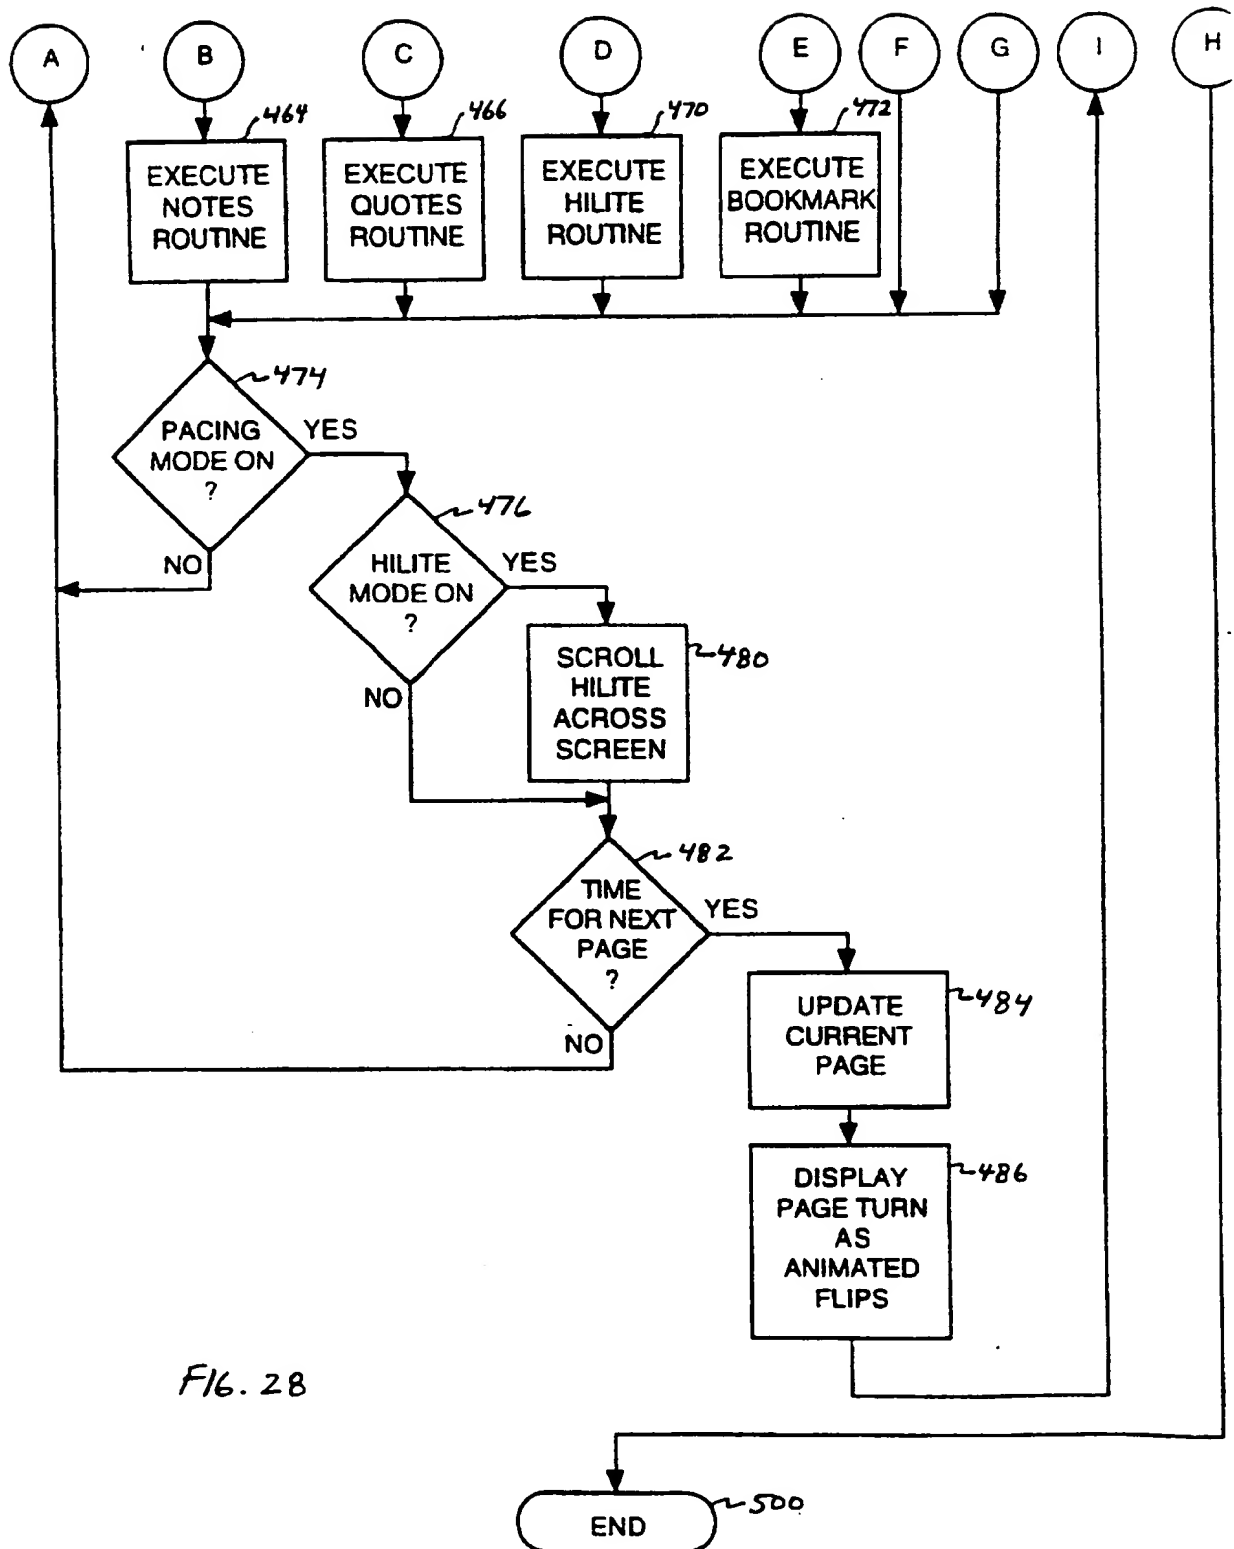 A
B
C
D
E
F
G
I
H
464
466
470
472
EXECUTE
NOTES
ROUTINE
EXECUTE
QUOTES
ROUTINE
EXECUTE
HILITE
ROUTINE
EXECUTE
BOOKMARK
ROUTINE
474
PACING
MODE ON
?
YES
NO
476
HILITE
MODE ON
?
YES
NO
480
SCROLL
HILITE
ACROSS
SCREEN
482
TIME
FOR NEXT
PAGE
?
YES
NO
484
UPDATE
CURRENT
PAGE
486
DISPLAY
PAGE TURN
AS
ANIMATED
FLIPS
FIG. 28
500
END